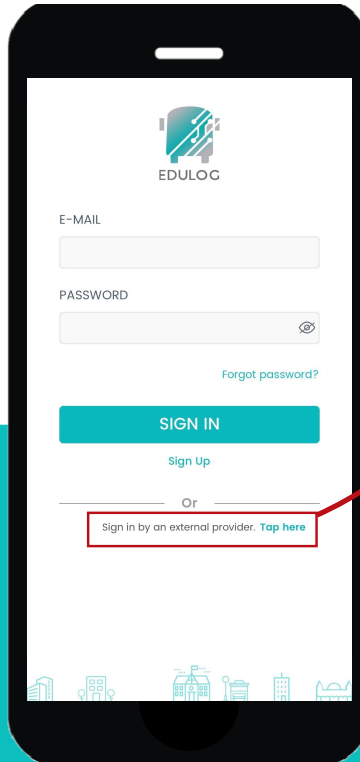 EDULOG
E-MAIL
PASSWORD
Forgot password?
SIGN IN
Sign Up
Or
Sign in by an external provider. Tap here